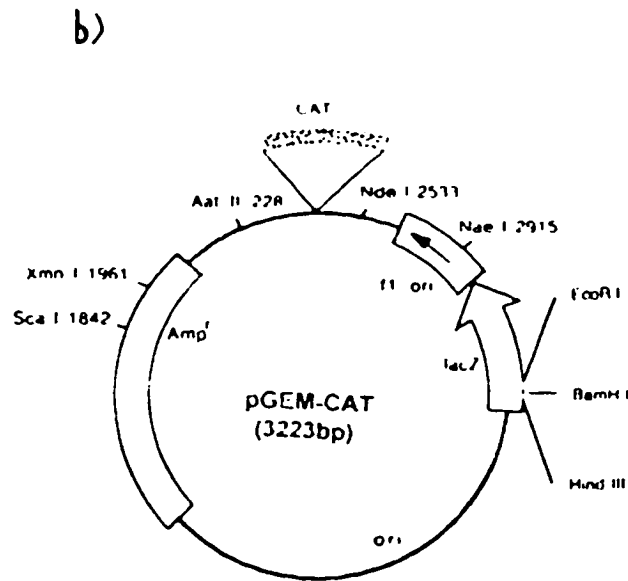 b)
CAT
Aat II 228
Nde I 2533
Nae I 2915
Xmn I 1961
f1 ori
EcoR I
Sca I 1842
Amp^r
lacZ
pGEM-CAT
BamH I
(3223bp)
Hind III
ori